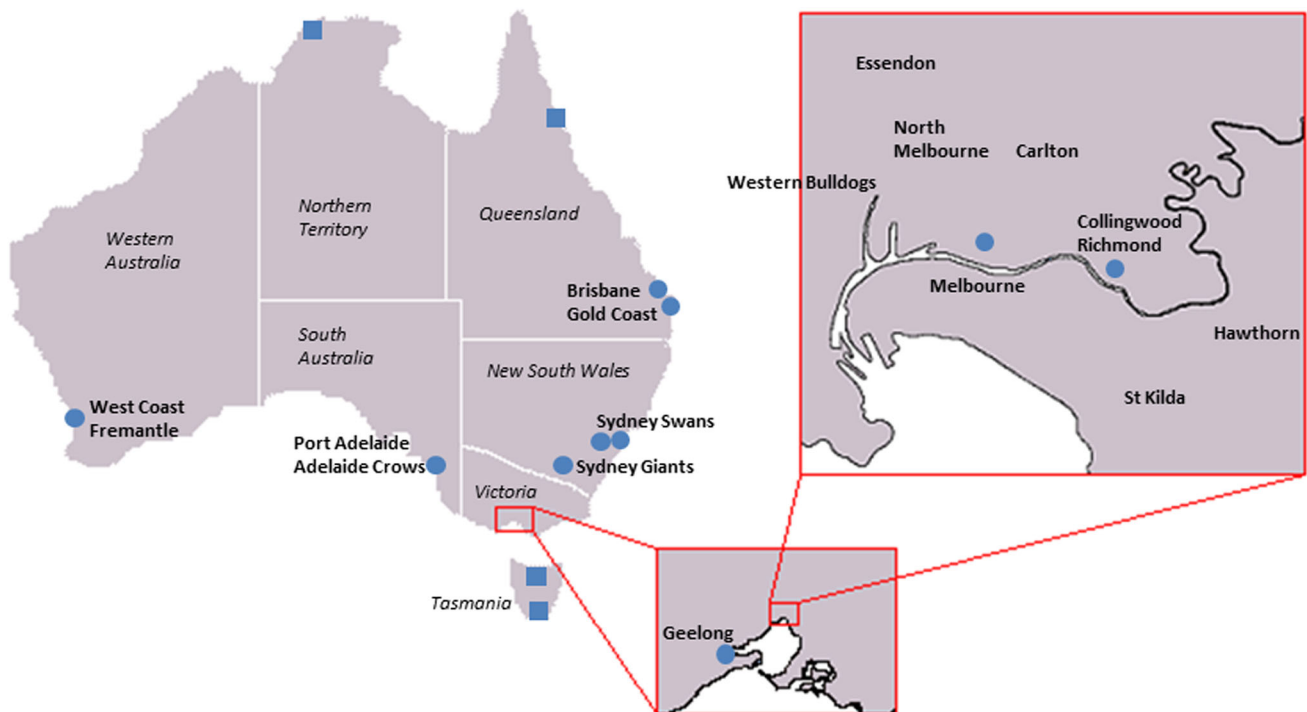 Essendon
North
Melbourne
Carlton
Western Bulldogs
Collingwood
Richmond
Melbourne
Hawthorn
St Kilda
Northern
Territory
Queensland
Western
Australia
Brisbane
Gold Coast
South
Australia
New South Wales
West Coast
Fremantle
Sydney Swans
Port Adelaide
Adelaide Crows
Sydney Giants
Victoria
Tasmania
Geelong